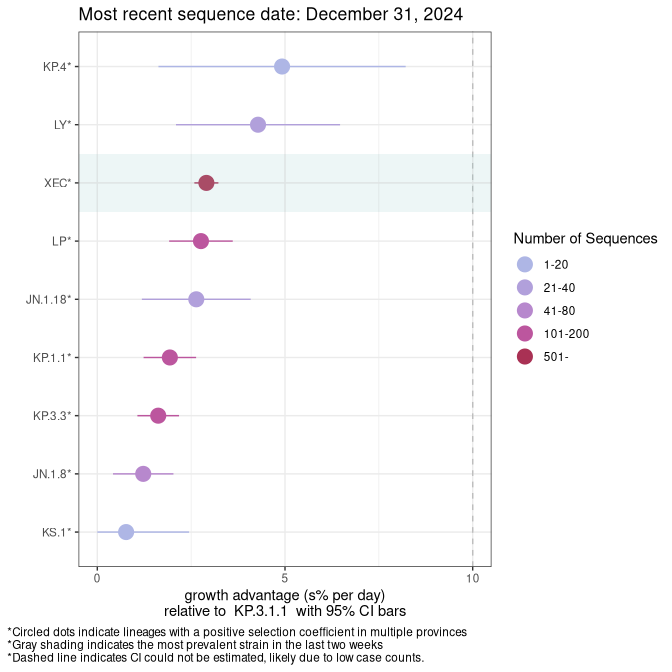 Most recent sequence date: December 31, 2024
KP.4*
LY*
XEC*
LP*
JN.1.18*
KP.1.1*
KP.3.3*
JN.1.8*
KS.1*
0
5
10
growth advantage (s% per day)
relative to  KP.3.1.1  with 95% CI bars
Number of Sequences
1-20
21-40
41-80
101-200
501-
*Circled dots indicate lineages with a positive selection coefficient in multiple provinces
*Gray shading indicates the most prevalent strain in the last two weeks
*Dashed line indicates CI could not be estimated, likely due to low case counts.